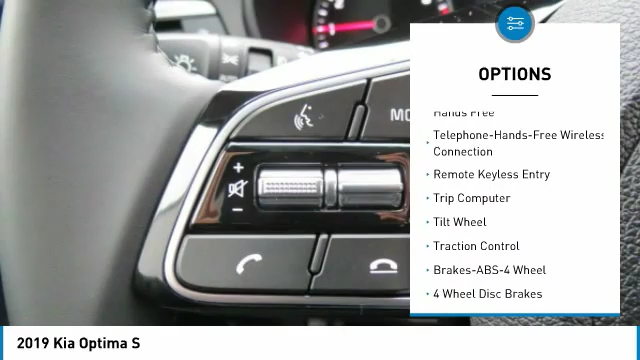 OPTIONS
Hands Free
Telephone-Hands-Free Wireless
Connection
Remote Keyless Entry
Trip Computer
Tilt Wheel
Traction Control
Brakes-ABS-4 Wheel
4 Wheel Disc Brakes
MO
+
-
2019 Kia Optima S